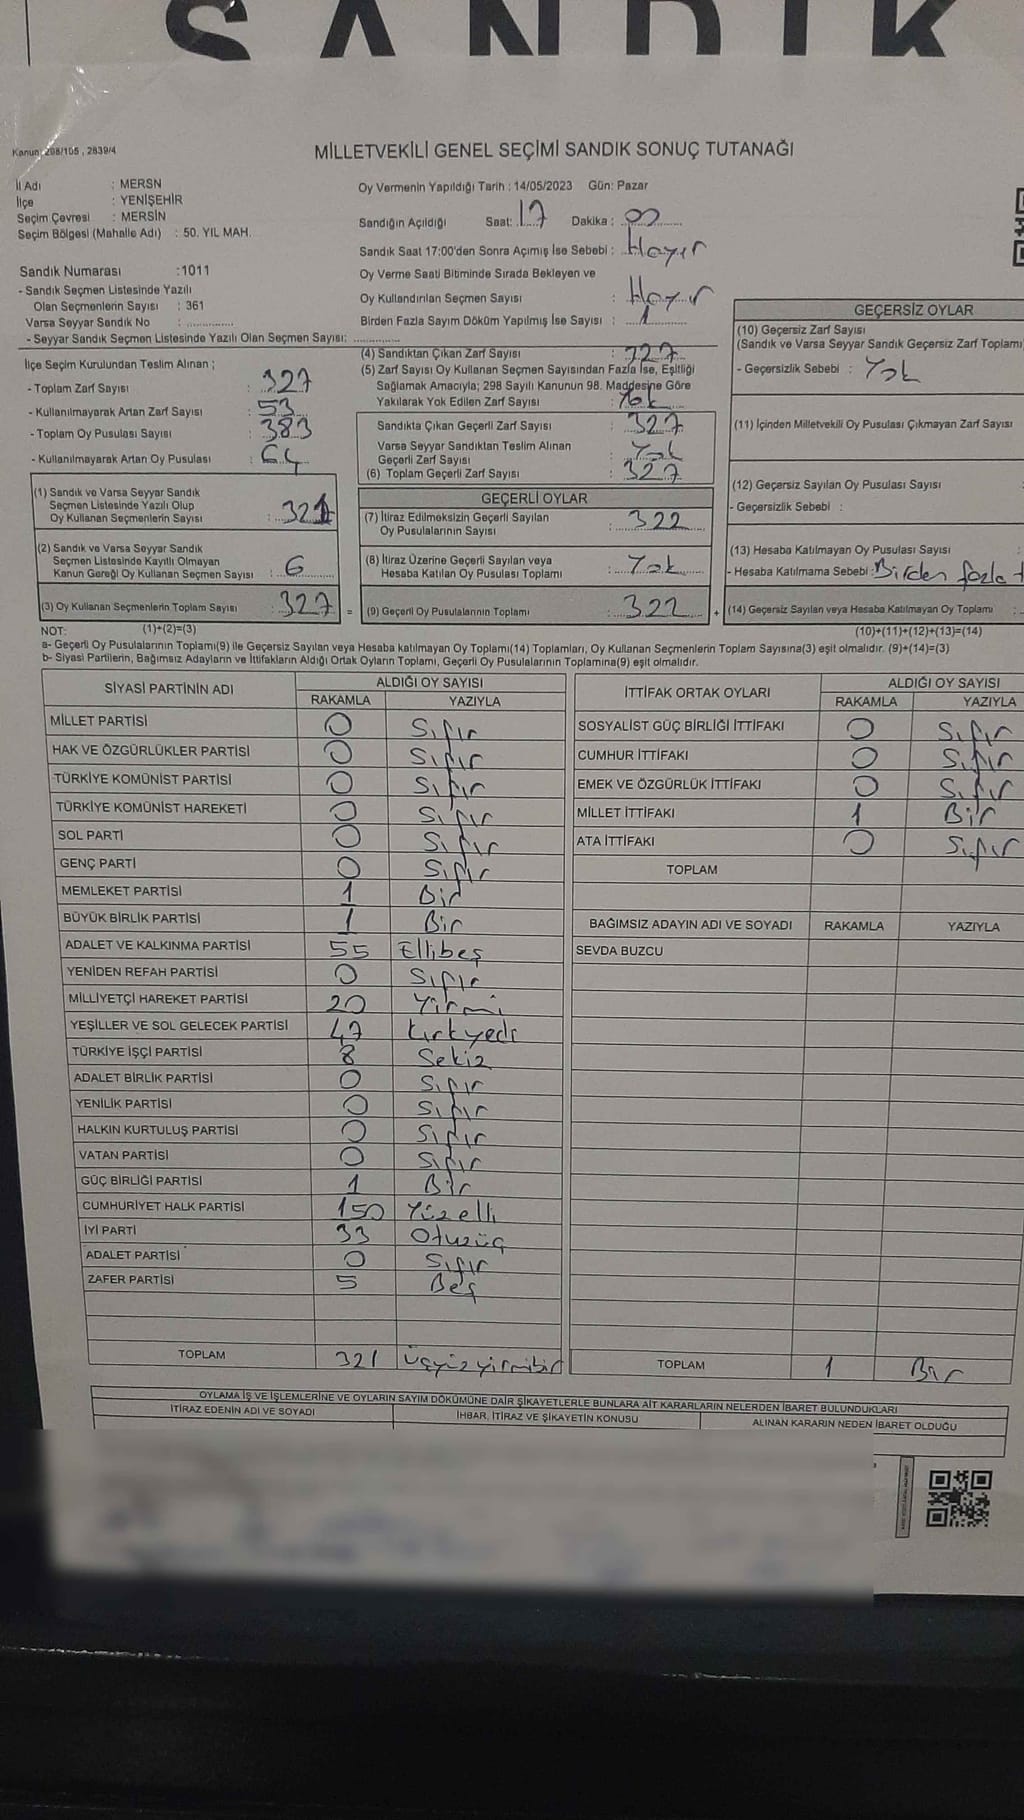 SANDIK
Kanun: 298/105 , 2839/4
MİLLETVEKİLİ GENEL SEÇİMİ SANDIK SONUÇ TUTANAĞI
İl Adı : MERSN
İlçe : YENİŞEHİR
Seçim Çevresi : MERSİN
Seçim Bölgesi (Mahalle Adı) : 50. YIL MAH.
Oy Vermenin Yapıldığı Tarih : 14/05/2023 Gün: Pazar
Sandığın Açıldığı Saat: 17 Dakika : 00
Sandık Saat 17:00'den Sonra Açımış İse Sebebi : Hayır
Oy Verme Saati Bitiminde Sırada Bekleyen ve
Oy Kullandırılan Seçmen Sayısı : Hayır
Birden Fazla Sayım Döküm Yapılmış İse Sayısı : 1
Sandık Numarası :1011
- Sandık Seçmen Listesinde Yazılı
Olan Seçmenlerin Sayısı : 361
Varsa Seyyar Sandık No : ..............
- Seyyar Sandık Seçmen Listesinde Yazılı Olan Seçmen Sayısı: ..............
İlçe Seçim Kurulundan Teslim Alınan ;
- Toplam Zarf Sayısı : 327
- Kullanılmayarak Artan Zarf Sayısı : 53
- Toplam Oy Pusulası Sayısı : 383
- Kullanılmayarak Artan Oy Pusulası : 64
(1) Sandık ve Varsa Seyyar Sandık
Seçmen Listesinde Yazılı Olup
Oy Kullanan Seçmenlerin Sayısı : 321
(2) Sandık ve Varsa Seyyar Sandık
Seçmen Listesinde Kayıtlı Olmayan
Kanun Gereği Oy Kullanan Seçmen Sayısı : 6
(3) Oy Kullanan Seçmenlerin Toplam Sayısı : 327 =
(4) Sandıktan Çıkan Zarf Sayısı : 327
(5) Zarf Sayısı Oy Kullanan Seçmen Sayısından Fazla İse, Eşitliği
Sağlamak Amacıyla; 298 Sayılı Kanunun 98. Maddesine Göre
Yakılarak Yok Edilen Zarf Sayısı : Yok
Sandıkta Çıkan Geçerli Zarf Sayısı : 327
Varsa Seyyar Sandıktan Teslim Alınan
Geçerli Zarf Sayısı : Yok
(6) Toplam Geçerli Zarf Sayısı : 327
GEÇERLİ OYLAR
(7) İtiraz Edilmeksizin Geçerli Sayılan
Oy Pusulalarının Sayısı : 322
(8) İtiraz Üzerine Geçerli Sayılan veya
Hesaba Katılan Oy Pusulası Toplamı : Yok
(9) Geçerli Oy Pusulalarının Toplamı : 322 +
GEÇERSİZ OYLAR
(10) Geçersiz Zarf Sayısı
(Sandık ve Varsa Seyyar Sandık Geçersiz Zarf Toplamı
- Geçersizlik Sebebi : Yok
(11) İçinden Milletvekili Oy Pusulası Çıkmayan Zarf Sayısı
(12) Geçersiz Sayılan Oy Pusulası Sayısı
- Geçersizlik Sebebi :
(13) Hesaba Katılmayan Oy Pusulası Sayısı :
- Hesaba Katılmama Sebebi : Birden fazla
(14) Geçersiz Sayılan veya Hesaba Katılmayan Oy Toplamı :
NOT: (1)+(2)=(3) (10)+(11)+(12)+(13)=(14)
a- Geçerli Oy Pusulalarının Toplamı(9) ile Geçersiz Sayılan veya Hesaba katılmayan Oy Toplamı(14) Toplamları, Oy Kullanan Seçmenlerin Toplam Sayısına(3) eşit olmalıdır. (9)+(14)=(3)
b- Siyasi Partilerin, Bağımsız Adayların ve İttifakların Aldığı Ortak Oyların Toplamı, Geçerli Oy Pusulalarının Toplamına(9) eşit olmalıdır.
SİYASİ PARTİNİN ADI ALDIĞI OY SAYISI
RAKAMLA YAZIYLA
MİLLET PARTİSİ 0 Sıfır
HAK VE ÖZGÜRLÜKLER PARTİSİ 0 Sıfır
TÜRKİYE KOMÜNİST PARTİSİ 0 Sıfır
TÜRKİYE KOMÜNİST HAREKETİ 0 Sıfır
SOL PARTİ 0 Sıfır
GENÇ PARTİ 0 Sıfır
MEMLEKET PARTİSİ 1 Bir
BÜYÜK BİRLİK PARTİSİ 1 Bir
ADALET VE KALKINMA PARTİSİ 55 Ellibeş
YENİDEN REFAH PARTİSİ 0 Sıfır
MİLLİYETÇİ HAREKET PARTİSİ 20 Yirmi
YEŞİLLER VE SOL GELECEK PARTİSİ 47 Kırkyedi
TÜRKİYE İŞÇİ PARTİSİ 8 Sekiz
ADALET BİRLİK PARTİSİ 0 Sıfır
YENİLİK PARTİSİ 0 Sıfır
HALKIN KURTULUŞ PARTİSİ 0 Sıfır
VATAN PARTİSİ 0 Sıfır
GÜÇ BİRLİĞİ PARTİSİ 1 Bir
CUMHURİYET HALK PARTİSİ 150 Yüzelli
İYİ PARTİ 33 Otuzüç
ADALET PARTİSİ 0 Sıfır
ZAFER PARTİSİ 5 Beş
TOPLAM 321 Üçyüzyirmibir
İTTİFAK ORTAK OYLARI ALDIĞI OY SAYISI
RAKAMLA YAZIYLA
SOSYALİST GÜÇ BİRLİĞİ İTTİFAKI 0 Sıfır
CUMHUR İTTİFAKI 0 Sıfır
EMEK VE ÖZGÜRLÜK İTTİFAKI 0 Sıfır
MİLLET İTTİFAKI 1 Bir
ATA İTTİFAKI 0 Sıfır
TOPLAM
BAĞIMSIZ ADAYIN ADI VE SOYADI RAKAMLA YAZIYLA
SEVDA BUZCU
TOPLAM 1 Bir
OYLAMA İŞ VE İŞLEMLERİNE VE OYLARIN SAYIM DÖKÜMÜNE DAİR ŞİKAYETLERLE BUNLARA AİT KARARLARIN NELERDEN İBARET BULUNDUKLARI
İTİRAZ EDENİN ADI VE SOYADI İHBAR, İTİRAZ VE ŞİKAYETİN KONUSU ALINAN KARARIN NEDEN İBARET OLDUĞU